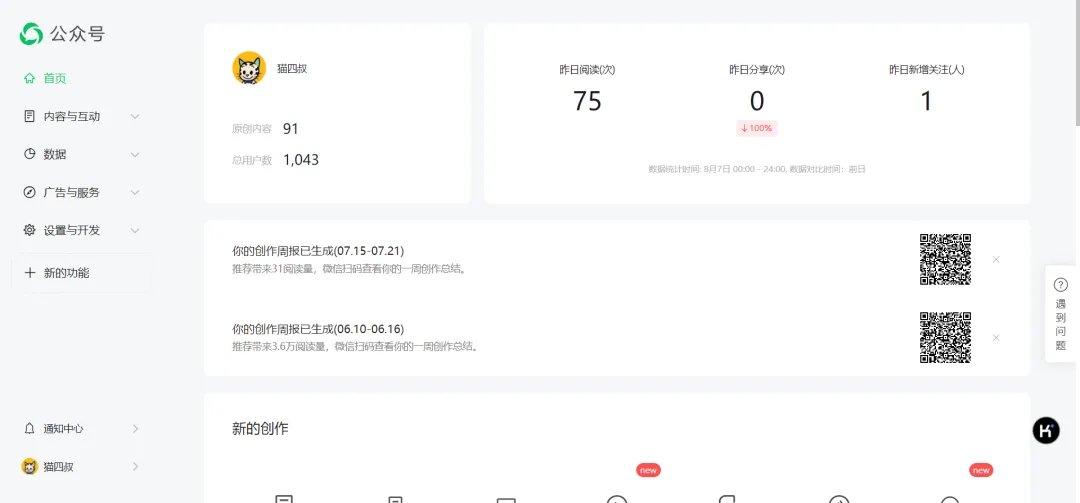 公众号
首页
内容与互动
数据
广告与服务
设置与开发
新的功能
通知中心
猫四叔
猫四叔
原创内容 91
总用户数 1,043
昨日阅读(次) 昨日分享(次) 昨日新增关注(人)
75 0 1
↓100%
数据统计时间: 8月7日 00:00 – 24:00, 数据对比时间：前日
你的创作周报已生成(07.15-07.21)
推荐带来31阅读量，微信扫码查看你的一周创作总结。
你的创作周报已生成(06.10-06.16)
推荐带来3.6万阅读量，微信扫码查看你的一周创作总结。
新的创作
new new
遇到问题
K